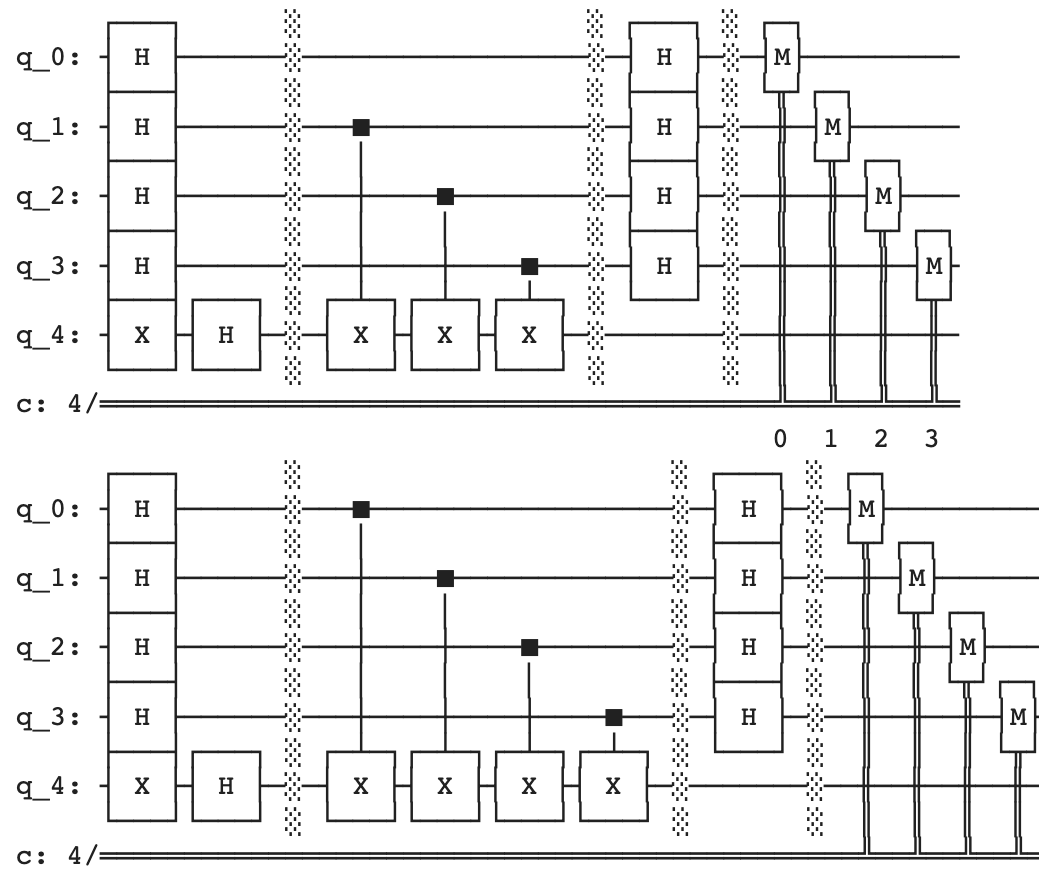 q_0: H H M
q_1: H H M
q_2: H H M
q_3: H H M
q_4: X H X X X
c: 4/
0 1 2 3
q_0: H H M
q_1: H H M
q_2: H H M
q_3: H H M
q_4: X H X X X X
c: 4/